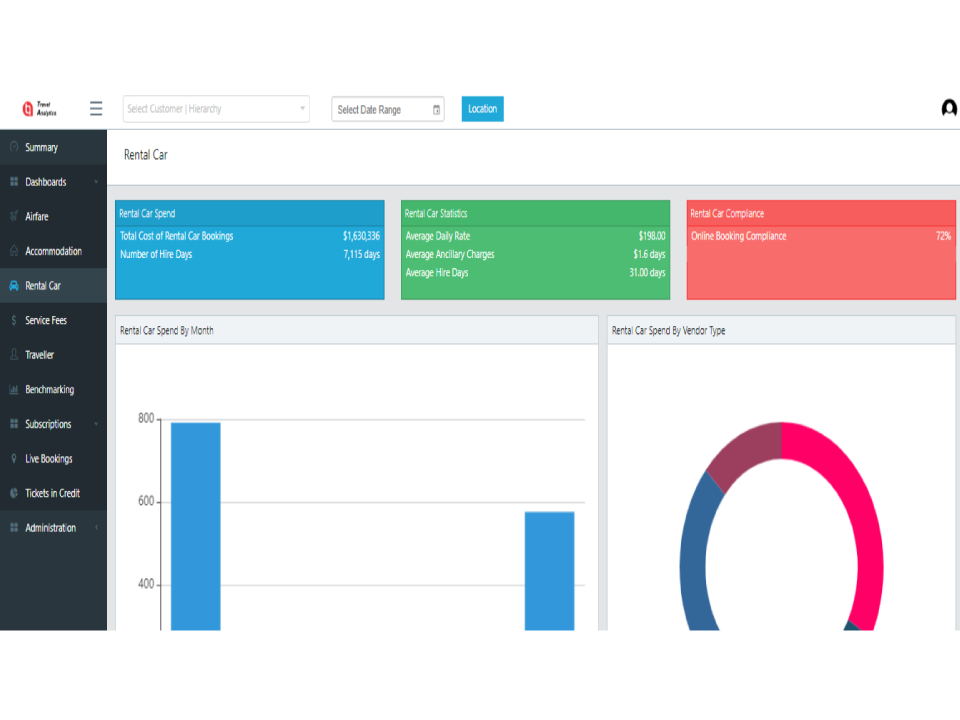 Travel
Analytics
Select Customer | Hierarchy
Select Date Range
Location
Summary
Dashboards
Airfare
Accommodation
Rental Car
Service Fees
Traveller
Benchmarking
Subscriptions
Live Bookings
Tickets in Credit
Administration
Rental Car
Rental Car Spend
Total Cost of Rental Car Bookings $1,630,336
Number of Hire Days 7,115 days
Rental Car Statistics
Average Daily Rate $198.00
Average Ancillary Charges $1.6 days
Average Hire Days 31.00 days
Rental Car Compliance
Online Booking Compliance 72%
Rental Car Spend By Month
800
600
400
Rental Car Spend By Vendor Type